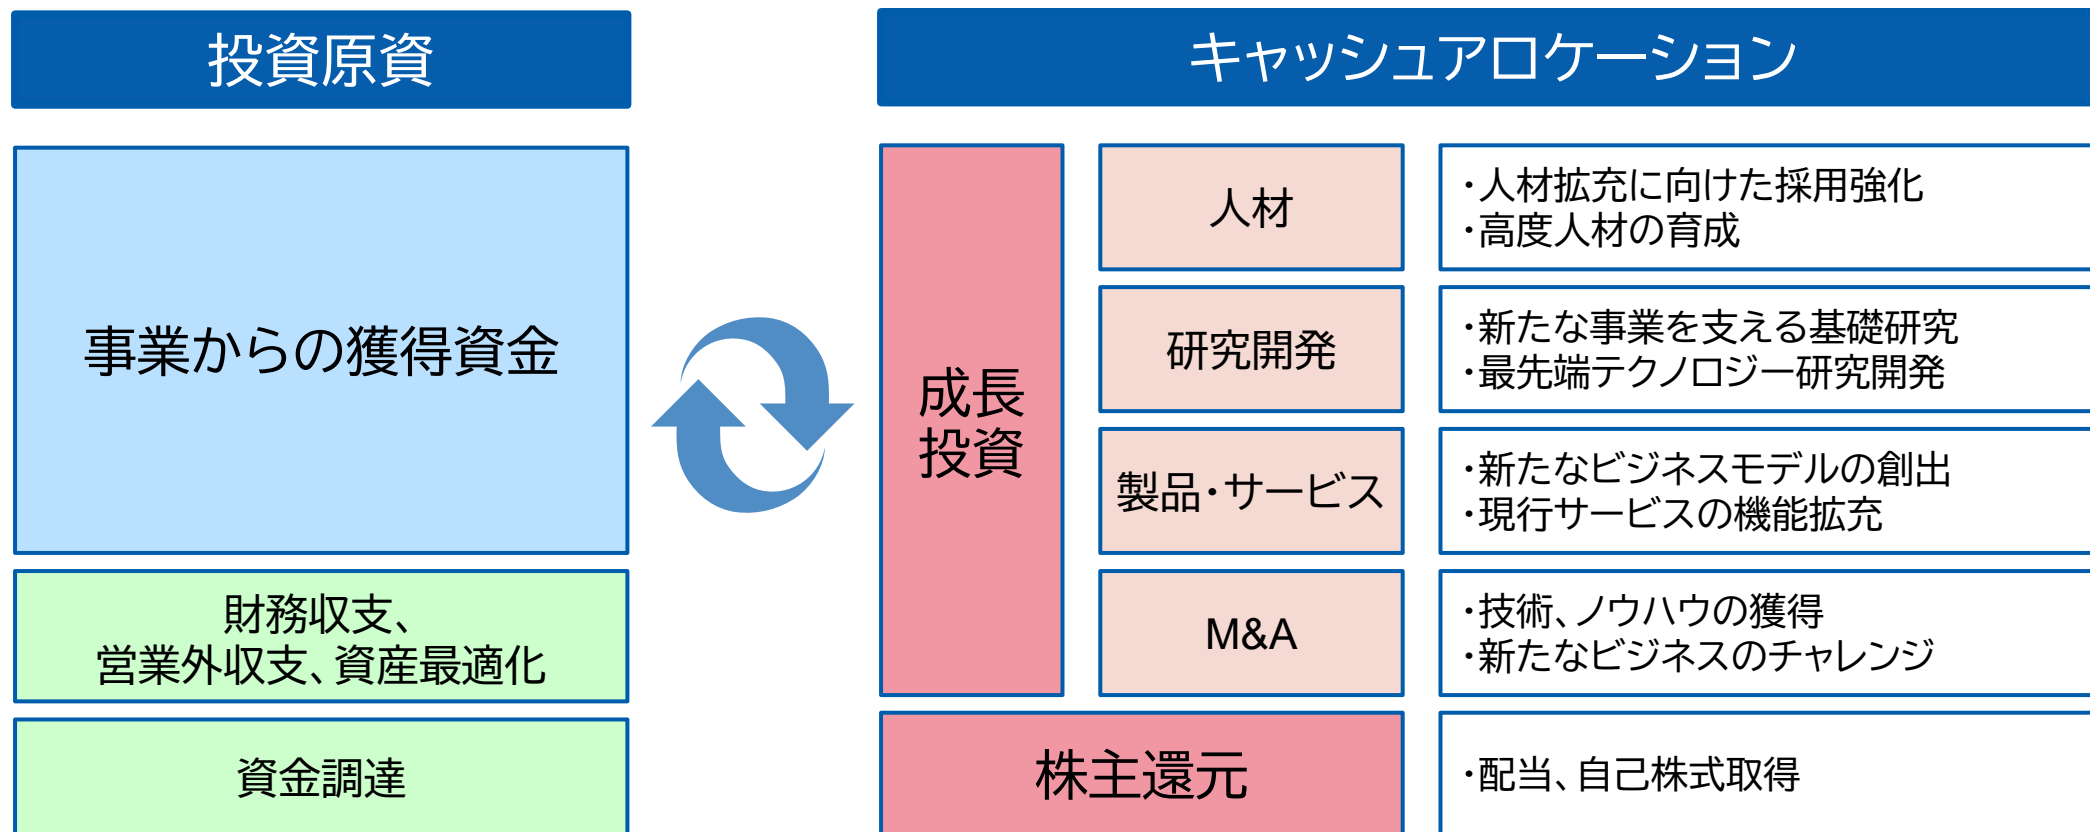 投資原資
キャッシュアロケーション
事業からの獲得資金
財務収支、
営業外収支、資産最適化
資金調達
成長
投資
人材
・人材拡充に向けた採用強化
・高度人材の育成
研究開発
・新たな事業を支える基礎研究
・最先端テクノロジー研究開発
製品・サービス
・新たなビジネスモデルの創出
・現行サービスの機能拡充
M&A
・技術、ノウハウの獲得
・新たなビジネスのチャレンジ
株主還元
・配当、自己株式取得